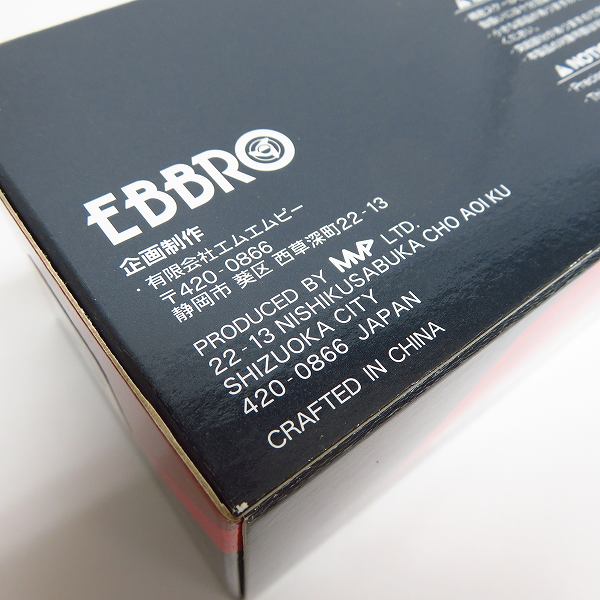 EBBRO
企画制作
・有限会社エムエムピー
〒420-0866
静岡市 葵区 西草深町22-13
PRODUCED BY MMP LTD.
22-13 NISHIKUSABUKA CHO AOI KU
SHIZUOKA CITY
420-0866 JAPAN
CRAFTED IN CHINA